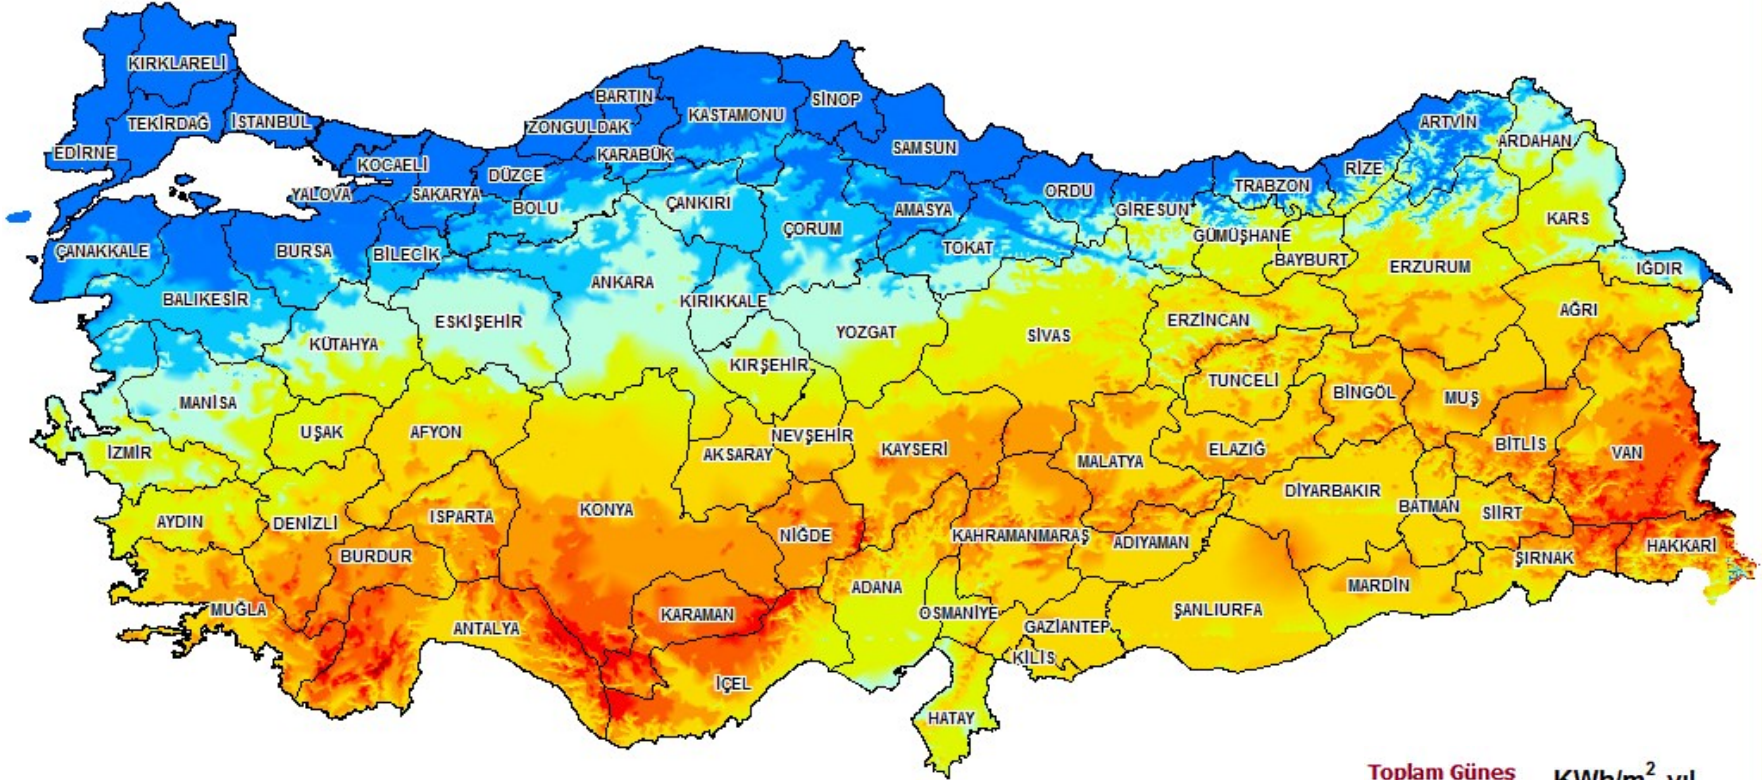 KIRKLARELİ
TEKİRDAĞ
İSTANBUL
EDİRNE
KOCAELİ
YALOVA
SAKARYA
DÜZCE
BOLU
ZONGULDAK
BARTIN
KARABÜK
KASTAMONU
SİNOP
SAMSUN
ÇANKIRI
ÇORUM
AMASYA
TOKAT
ORDU
GİRESUN
TRABZON
RİZE
ARTVİN
ARDAHAN
KARS
GÜMÜŞHANE
BAYBURT
ERZURUM
IĞDIR
AĞRI
ÇANAKKALE
BURSA
BİLECİK
BALIKESİR
KÜTAHYA
ESKİŞEHİR
ANKARA
KIRIKKALE
KIRŞEHİR
YOZGAT
SİVAS
ERZİNCAN
TUNCELİ
BİNGÖL
MUŞ
BİTLİS
VAN
MANİSA
UŞAK
AFYON
İZMİR
AKSARAY
NEVŞEHİR
KAYSERİ
MALATYA
ELAZIĞ
DİYARBAKIR
BATMAN
SİİRT
AYDIN
DENİZLİ
ISPARTA
KONYA
NİĞDE
KAHRAMANMARAŞ
ADIYAMAN
ŞIRNAK
HAKKARİ
BURDUR
MUĞLA
ANTALYA
KARAMAN
ADANA
OSMANİYE
GAZİANTEP
ŞANLIURFA
MARDİN
KİLİS
İÇEL
HATAY
Toplam Güneş KWh/m² yıl